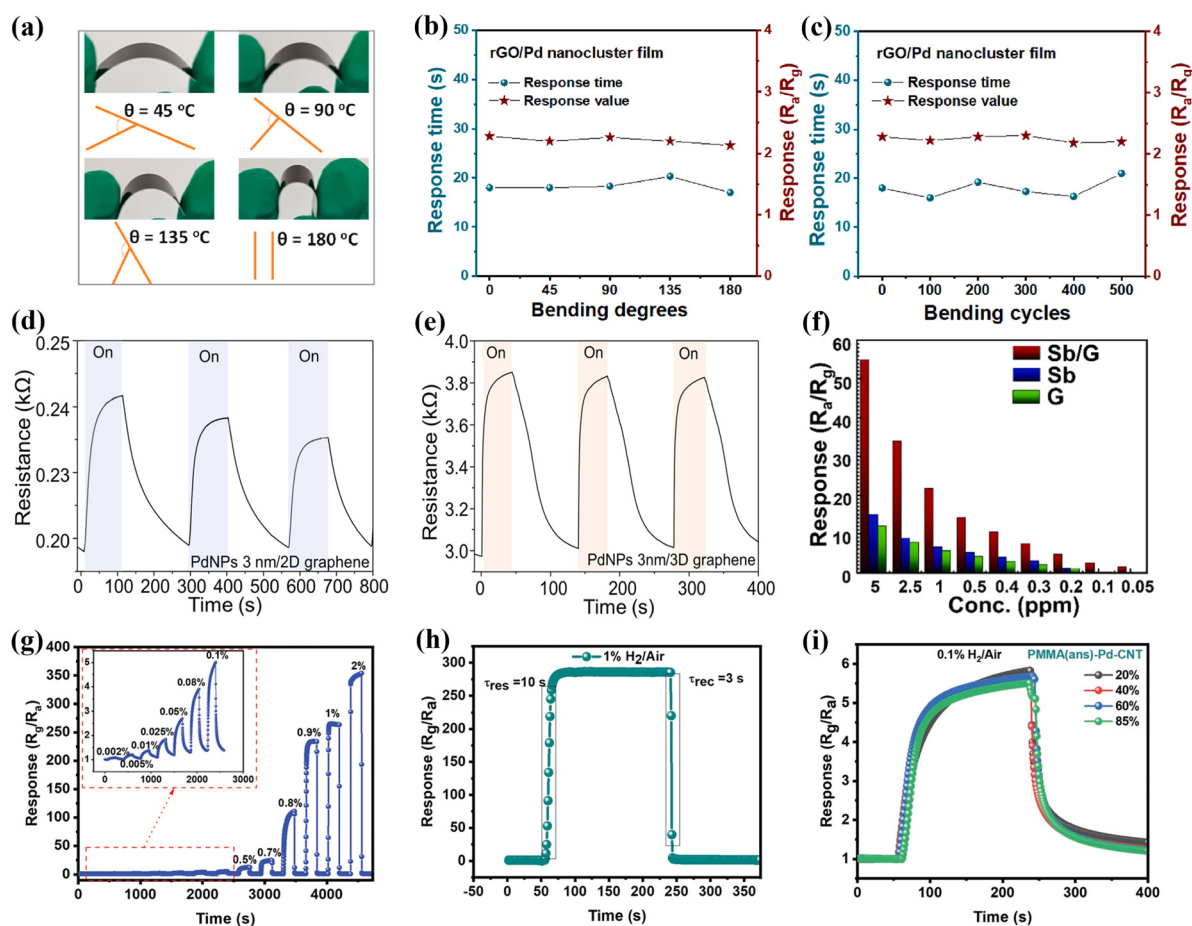 (a)
θ = 45 ºC
θ = 90 ºC
θ = 135 ºC
θ = 180 ºC
(b)
rGO/Pd nanocluster film
Response time
Response value
Response time (s)
Response (Ra/Rg)
60
50
40
30
20
10
0
4
3
2
1
0
0 45 90 135 180
Bending degrees
(c)
rGO/Pd nanocluster film
Response time
Response value
Response time (s)
Response (Ra/Rg)
50
40
30
20
10
0
4
3
2
1
0
0 100 200 300 400 500
Bending cycles
(d)
On On On
Resistance (kΩ)
0.25
0.24
0.23
0.20
PdNPs 3 nm/2D graphene
0 100 200 300 400 500 600 700 800
Time (s)
(e)
On On On
Resistance (kΩ)
4.0
3.8
3.6
3.4
3.2
3.0
PdNPs 3nm/3D graphene
0 100 200 300 400
Time (s)
(f)
Sb/G
Sb
G
Response (Ra/Rg)
60
50
40
30
20
10
0
5 2.5 1 0.5 0.4 0.3 0.2 0.1 0.05
Conc. (ppm)
(g)
Response (Rg/Ra)
400
350
300
250
200
150
100
50
0
5
4
3
2
1
0.002%
0.005%
0.01%
0.025%
0.05%
0.08%
0.1%
0 1000 2000 3000
0.5%
0.7%
0.8%
0.9%
1%
2%
0 1000 2000 3000 4000
Time (s)
(h)
1% H2/Air
τres = 10 s
τrec =3 s
Response (Rg/Ra)
300
250
200
150
100
50
0
0 50 100 150 200 250 300 350
Time (s)
(i)
0.1% H2/Air
PMMA(ans)-Pd-CNT
20%
40%
60%
85%
Response (Rg/Ra)
6
5
4
3
2
1
0 100 200 300 400
Time (s)